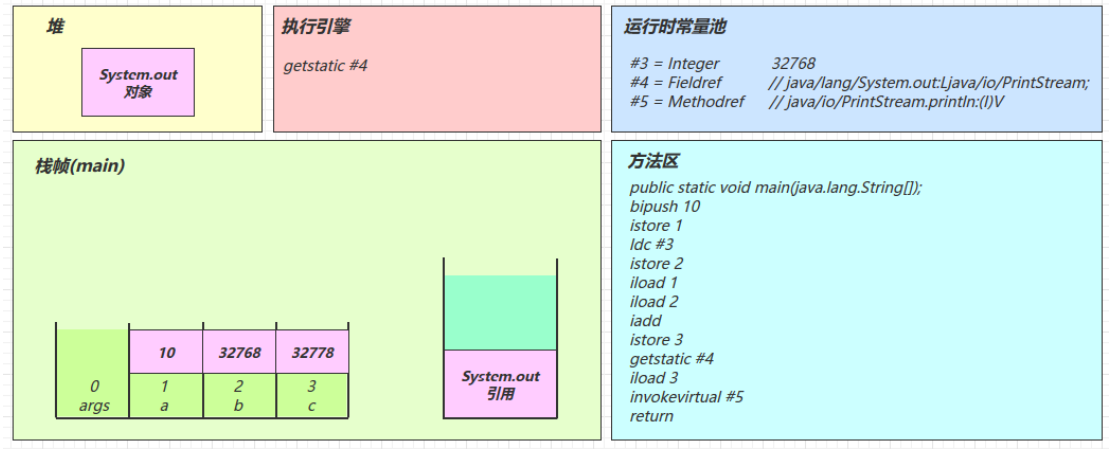 堆
System.out
对象
执行引擎
getstatic #4
运行时常量池
#3 = Integer 32768
#4 = Fieldref // java/lang/System.out:Ljava/io/PrintStream;
#5 = Methodref // java/io/PrintStream.println:(I)V
栈帧(main)
10 32768 32778
0 1 2 3
args a b c
System.out
引用
方法区
public static void main(java.lang.String[]);
bipush 10
istore 1
ldc #3
istore 2
iload 1
iload 2
iadd
istore 3
getstatic #4
iload 3
invokevirtual #5
return